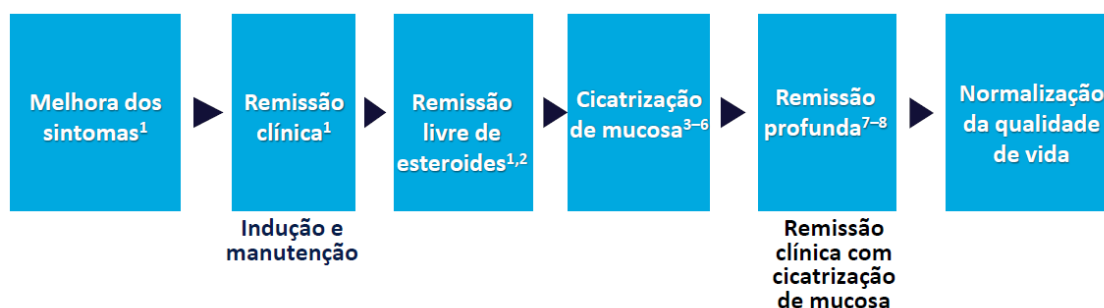 Melhora dos
sintomas¹
Remissão
clínica¹
Indução e
manutenção
Remissão
livre de
esteroides¹,²
Cicatrização
de mucosa³⁻⁶
Remissão
profunda⁷⁻⁸
Remissão
clínica com
cicatrização
de mucosa
Normalização
da qualidade
de vida